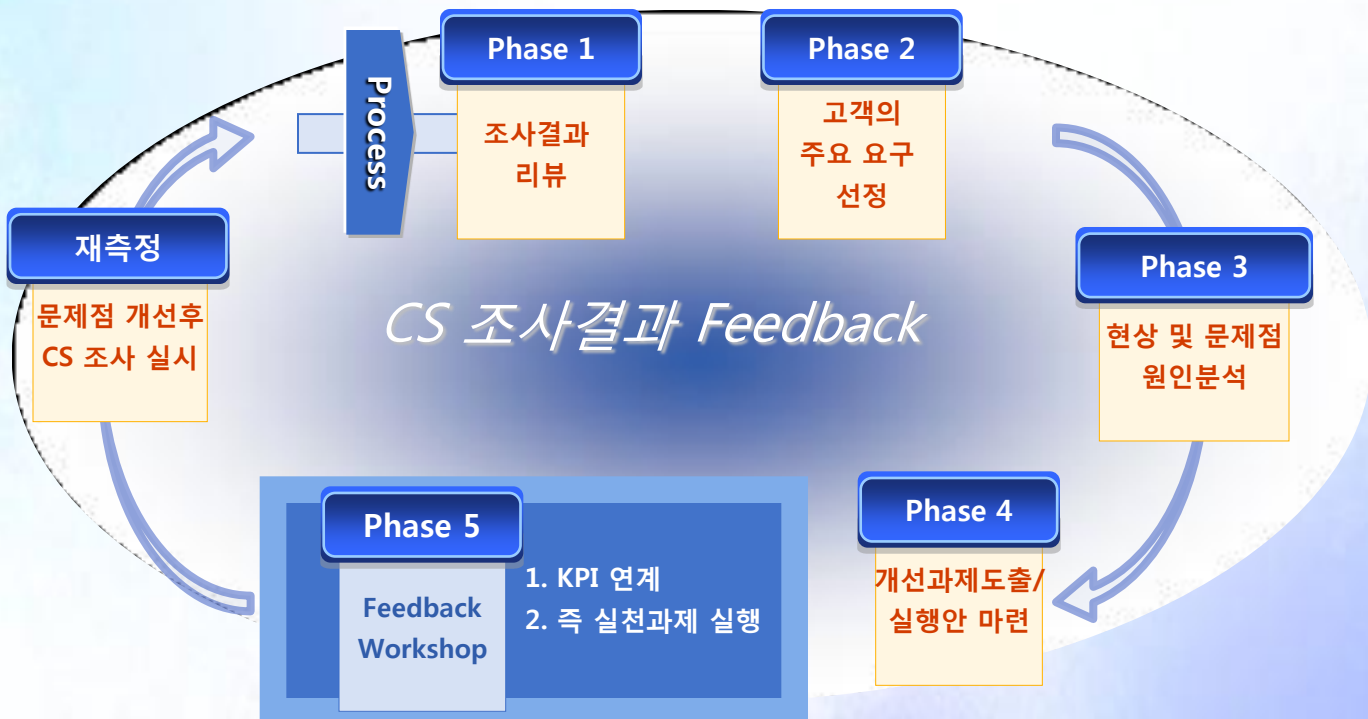 Process
Phase 1
조사결과
리뷰
Phase 2
고객의
주요 요구
선정
Phase 3
현상 및 문제점
원인분석
Phase 4
개선과제도출/
실행안 마련
Phase 5
Feedback
Workshop
1. KPI 연계
2. 즉 실천과제 실행
재측정
문제점 개선후
CS 조사 실시
CS 조사결과 Feedback